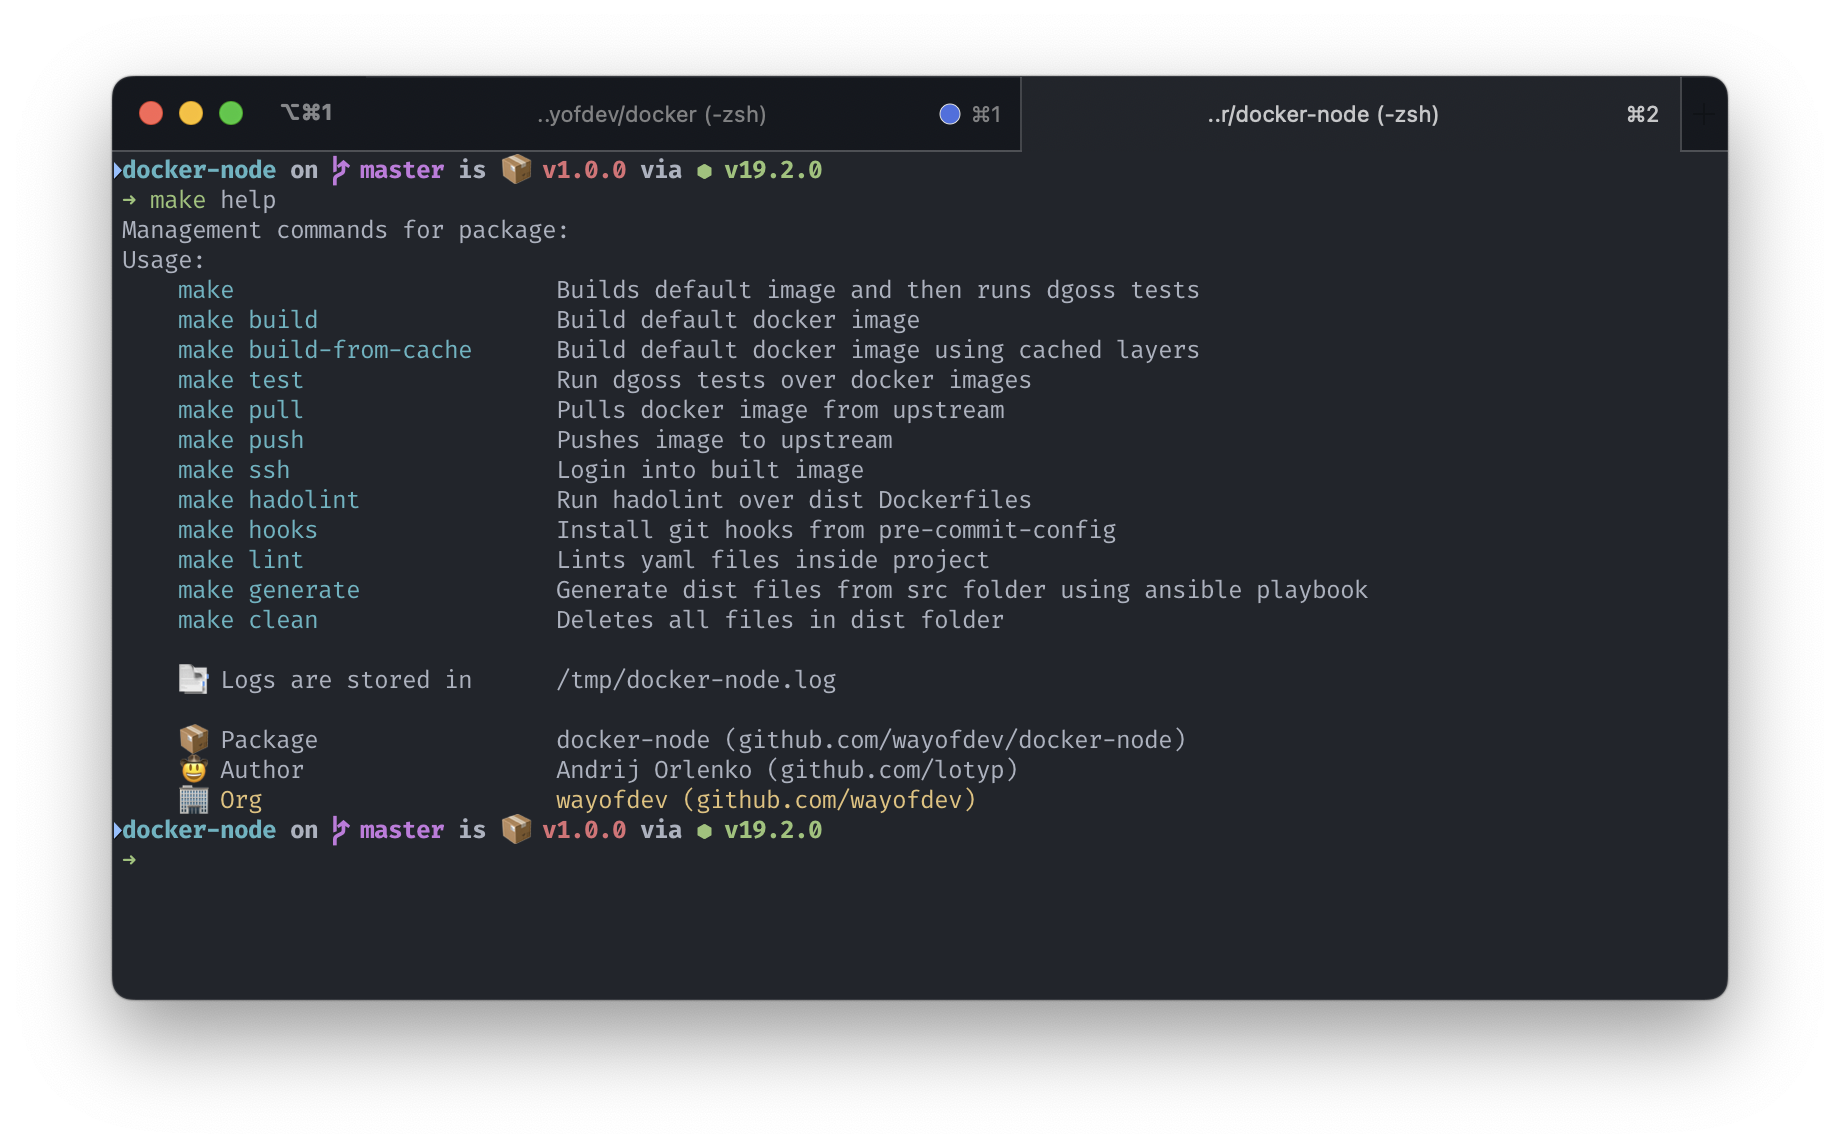 ⌥⌘1 ..yofdev/docker (-zsh) ⌘1 ..r/docker-node (-zsh) ⌘2
docker-node on master is 📦 v1.0.0 via ⬢ v19.2.0
→ make help
Management commands for package:
Usage:
make Builds default image and then runs dgoss tests
make build Build default docker image
make build-from-cache Build default docker image using cached layers
make test Run dgoss tests over docker images
make pull Pulls docker image from upstream
make push Pushes image to upstream
make ssh Login into built image
make hadolint Run hadolint over dist Dockerfiles
make hooks Install git hooks from pre-commit-config
make lint Lints yaml files inside project
make generate Generate dist files from src folder using ansible playbook
make clean Deletes all files in dist folder
📑 Logs are stored in /tmp/docker-node.log
📦 Package docker-node (github.com/wayofdev/docker-node)
🤠 Author Andrij Orlenko (github.com/lotyp)
🏢 Org wayofdev (github.com/wayofdev)
docker-node on master is 📦 v1.0.0 via ⬢ v19.2.0
→